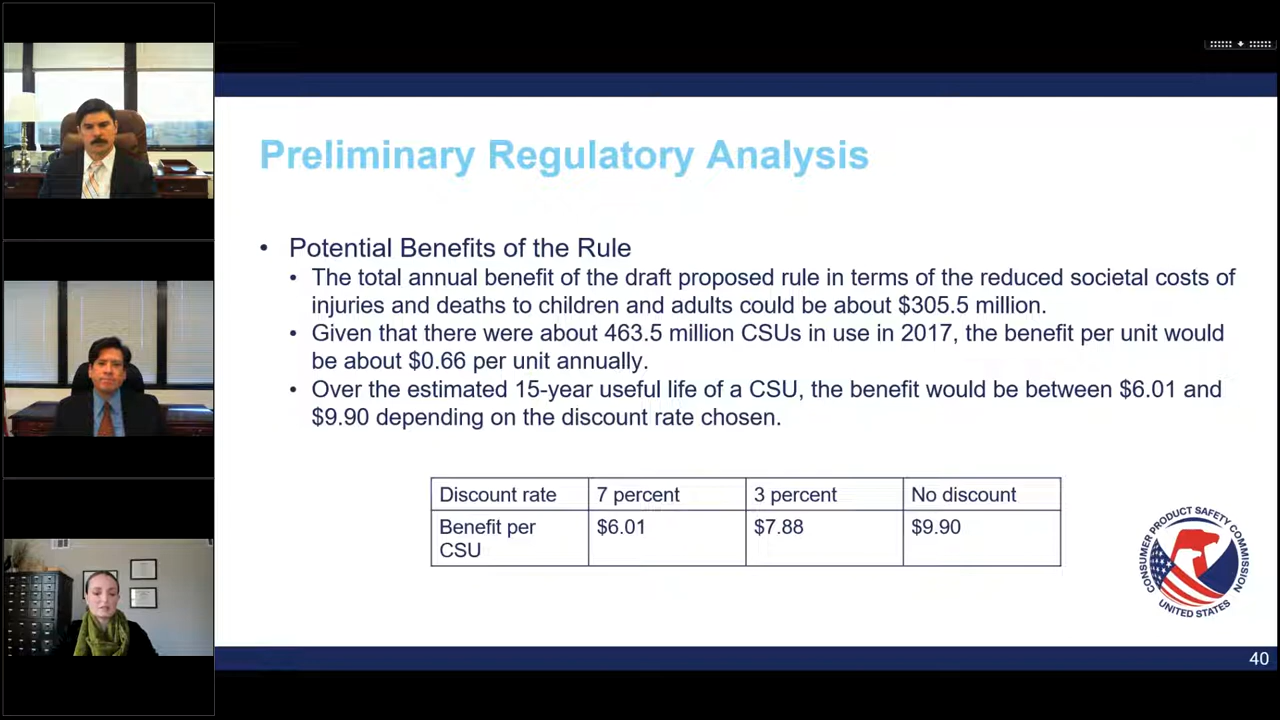 Preliminary Regulatory Analysis
• Potential Benefits of the Rule
• The total annual benefit of the draft proposed rule in terms of the reduced societal costs of
injuries and deaths to children and adults could be about $305.5 million.
• Given that there were about 463.5 million CSUs in use in 2017, the benefit per unit would
be about $0.66 per unit annually.
• Over the estimated 15-year useful life of a CSU, the benefit would be between $6.01 and
$9.90 depending on the discount rate chosen.
Discount rate 7 percent 3 percent No discount
Benefit per $6.01 $7.88 $9.90
CSU
CONSUMER PRODUCT SAFETY COMMISSION
UNITED STATES
40